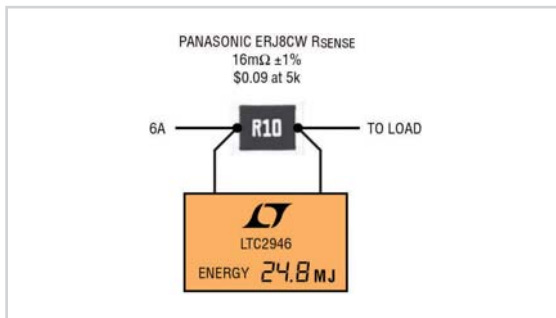 PANASONIC ERJ8CW RSENSE
16mΩ ±1%
$0.09 at 5k
6A
R10
TO LOAD
LTC2946
ENERGY 24.8 MJ